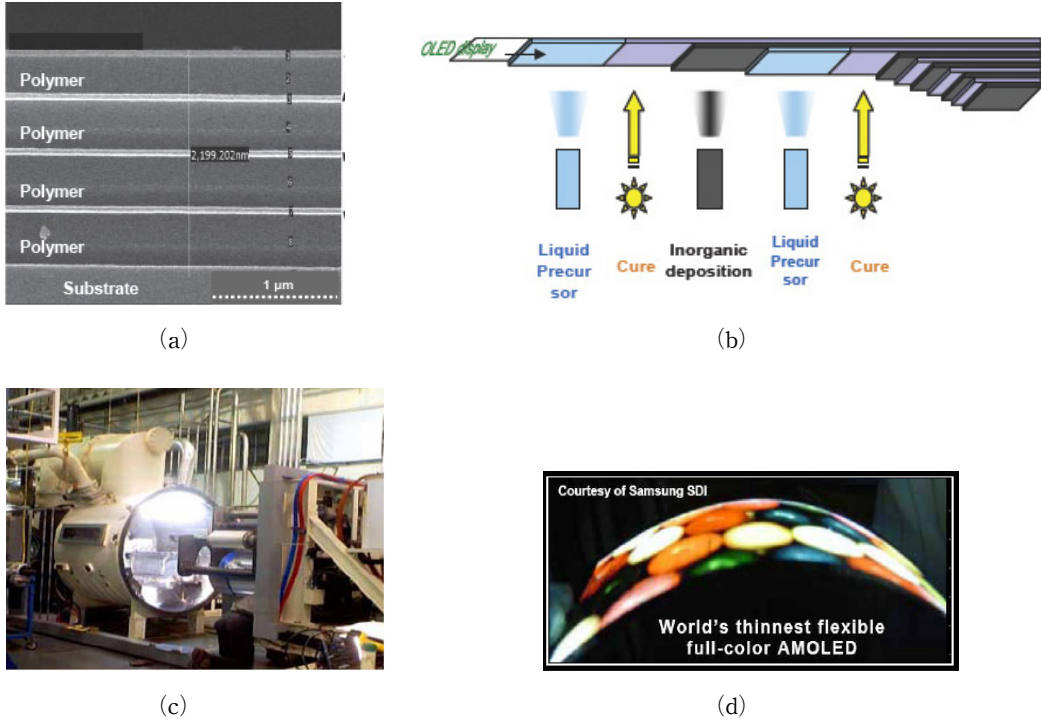 Polymer
Polymer
2,199.202nm
Polymer
Polymer
Substrate
1 μm
(a)
OLED display
Liquid
Precur
sor
Cure
Inorganic
deposition
Liquid
Precur
sor
Cure
(b)
(c)
Courtesy of Samsung SDI
World's thinnest flexible
full-color AMOLED
(d)